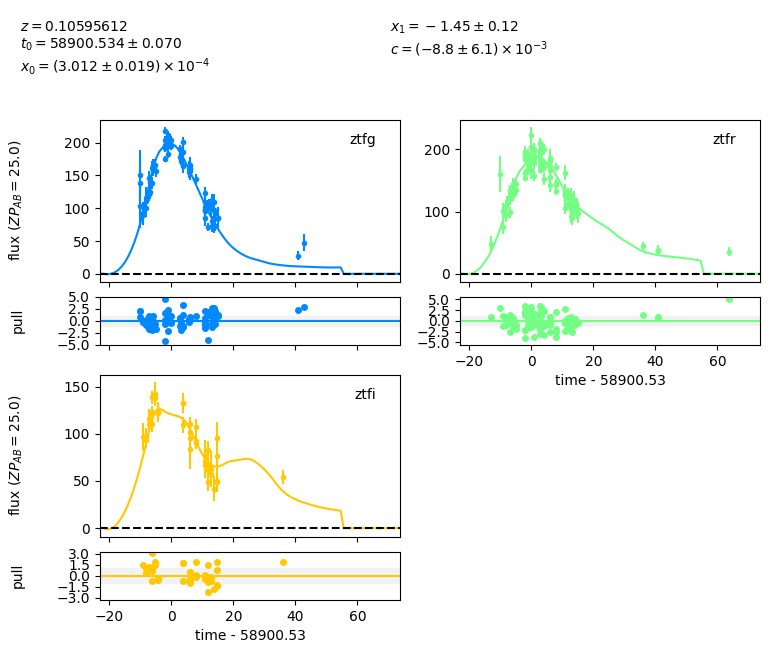 z = 0.10595612
x₁ = −1.45 ± 0.12
t₀ = 58900.534 ± 0.070
c = (−8.8 ± 6.1) × 10⁻³
x₀ = (3.012 ± 0.019) × 10⁻⁴
ztfg
ztfr
flux (ZP_AB = 25.0)
200
150
100
50
0
200
100
0
pull
5.0
2.5
0.0
−2.5
−5.0
5.0
2.5
0.0
−2.5
−5.0
−20 0 20 40 60
time - 58900.53
ztfi
flux (ZP_AB = 25.0)
150
100
50
0
pull
3.0
1.5
0.0
−1.5
−3.0
−20 0 20 40 60
time - 58900.53